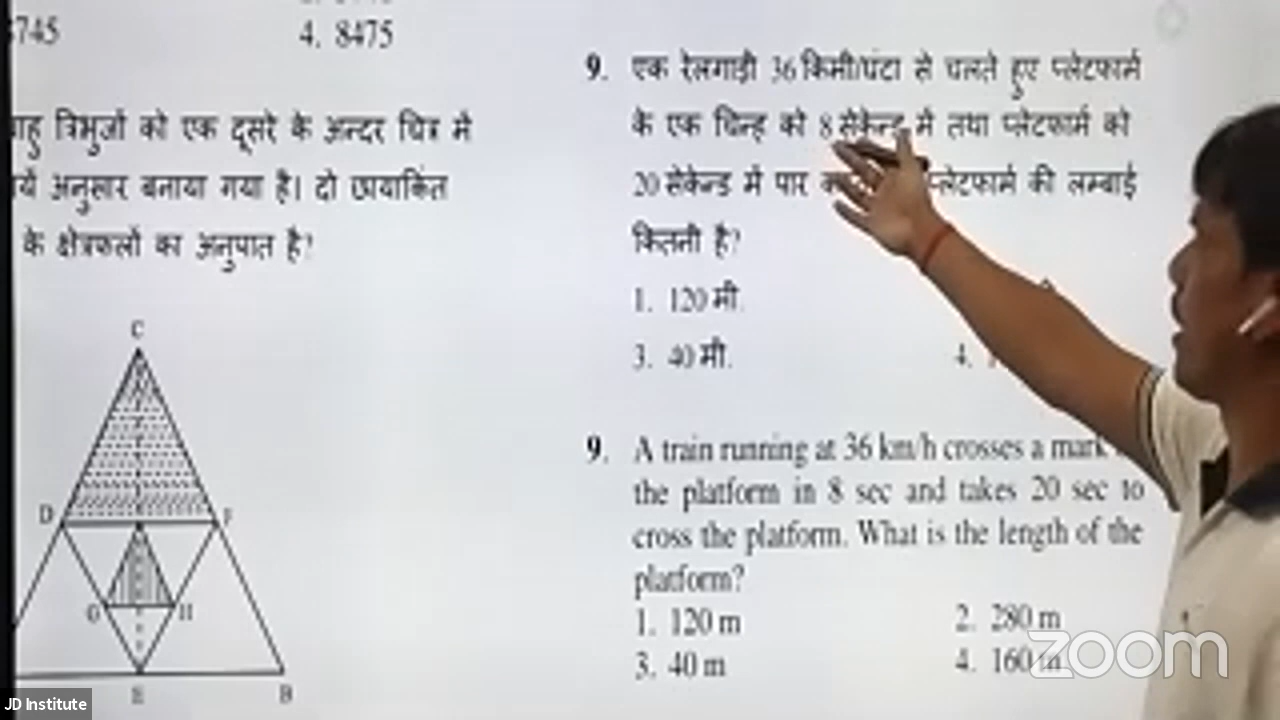 3745
4. 8475
त्रिभुजों को एक दूसरे के अन्दर चित्र में
अनुसार बनाया गया है। दो छायांकित
के क्षेत्रफलों का अनुपात है?
C
D
F
G
H
E
B
9. एक रेलगाड़ी 36 किमी/घंटा से चलते हुए प्लेटफार्म
के एक चिन्ह को 8 सेकेन्ड में तथा प्लेटफार्म को
20 सेकेन्ड में पार प्लेटफार्म की लम्बाई
कितनी है?
1. 120 मी.
3. 40 मी.
4.
9. A train running at 36 km/h crosses a mark
the platform in 8 sec and takes 20 sec to
cross the platform. What is the length of the
platform?
1. 120 m
2. 280 m
3. 40 m
4. 160 m
zoom
JD Institute